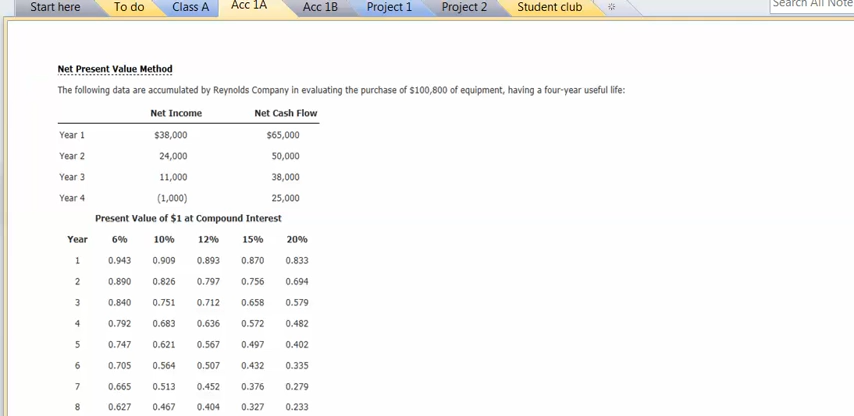 Start here To do Class A Acc 1A Acc 1B Project 1 Project 2 Student club Search All Note
Net Present Value Method
The following data are accumulated by Reynolds Company in evaluating the purchase of $100,800 of equipment, having a four-year useful life:
Net Income Net Cash Flow
Year 1 $38,000 $65,000
Year 2 24,000 50,000
Year 3 11,000 38,000
Year 4 (1,000) 25,000
Present Value of $1 at Compound Interest
Year 6% 10% 12% 15% 20%
1 0.943 0.909 0.893 0.870 0.833
2 0.890 0.826 0.797 0.756 0.694
3 0.840 0.751 0.712 0.658 0.579
4 0.792 0.683 0.636 0.572 0.482
5 0.747 0.621 0.567 0.497 0.402
6 0.705 0.564 0.507 0.432 0.335
7 0.665 0.513 0.452 0.376 0.279
8 0.627 0.467 0.404 0.327 0.233